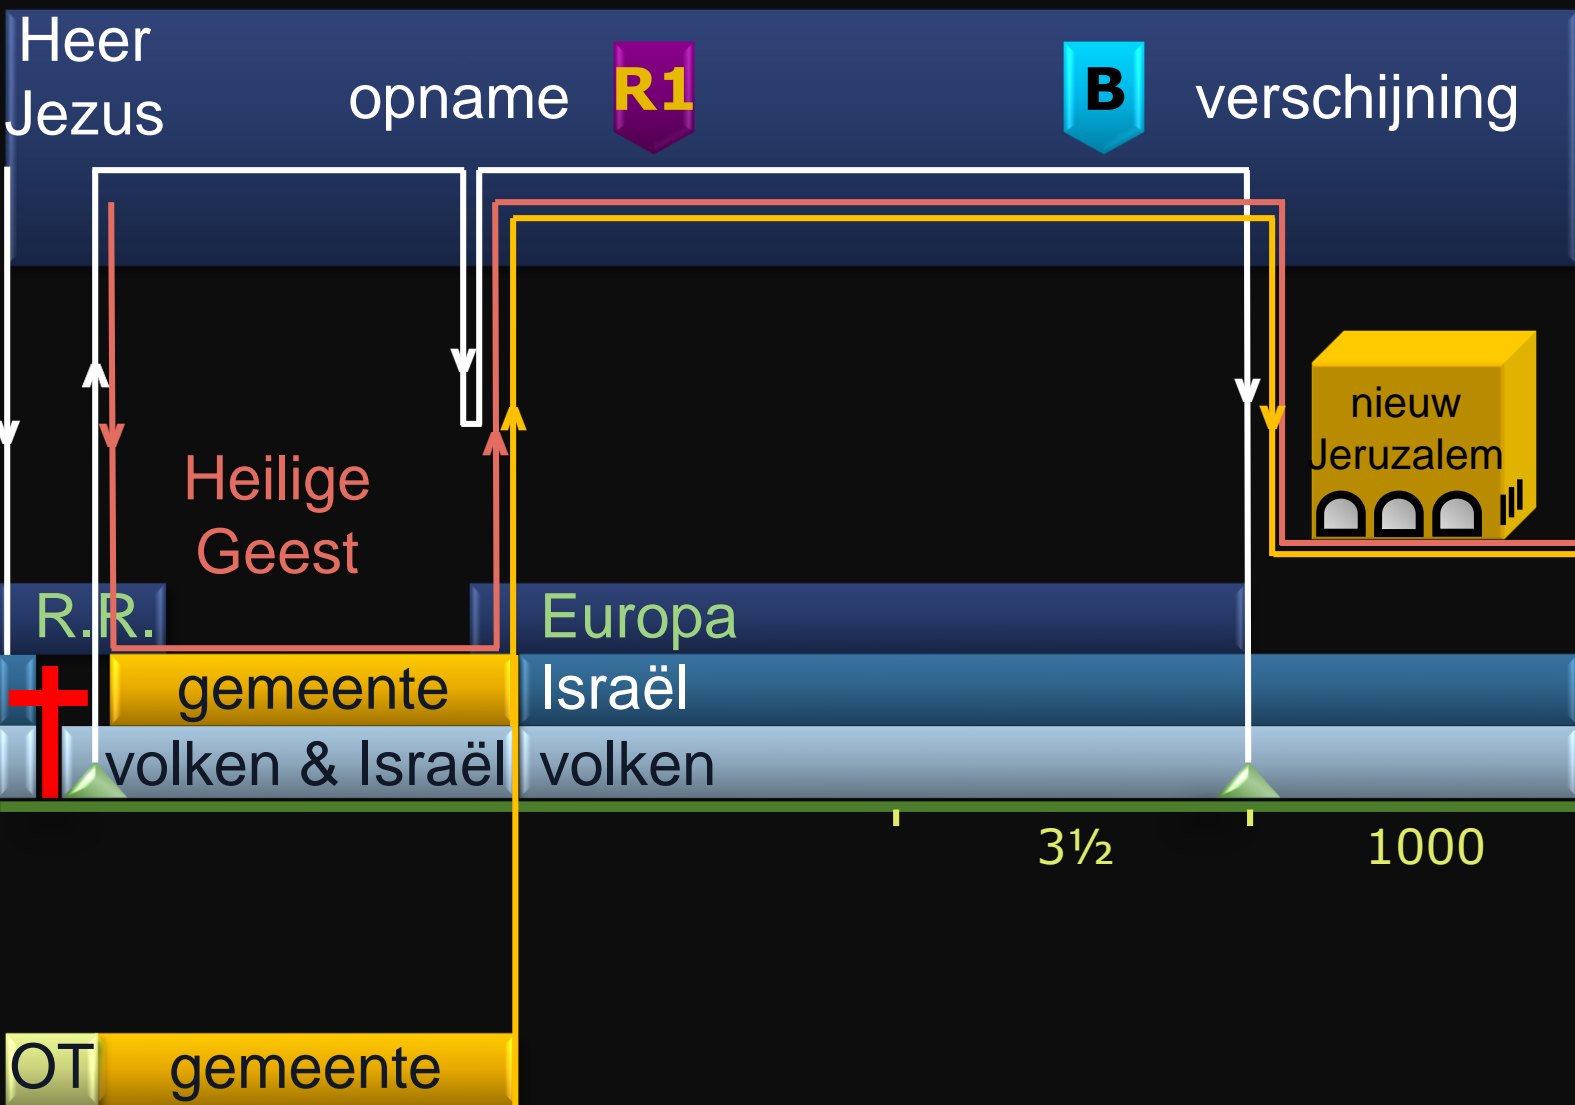 Heer
Jezus
opname
R1
B
verschijning
nieuw
Jeruzalem
Heilige
Geest
R.R.
Europa
gemeente
Israël
volken & Israël
volken
3½
1000
OT
gemeente